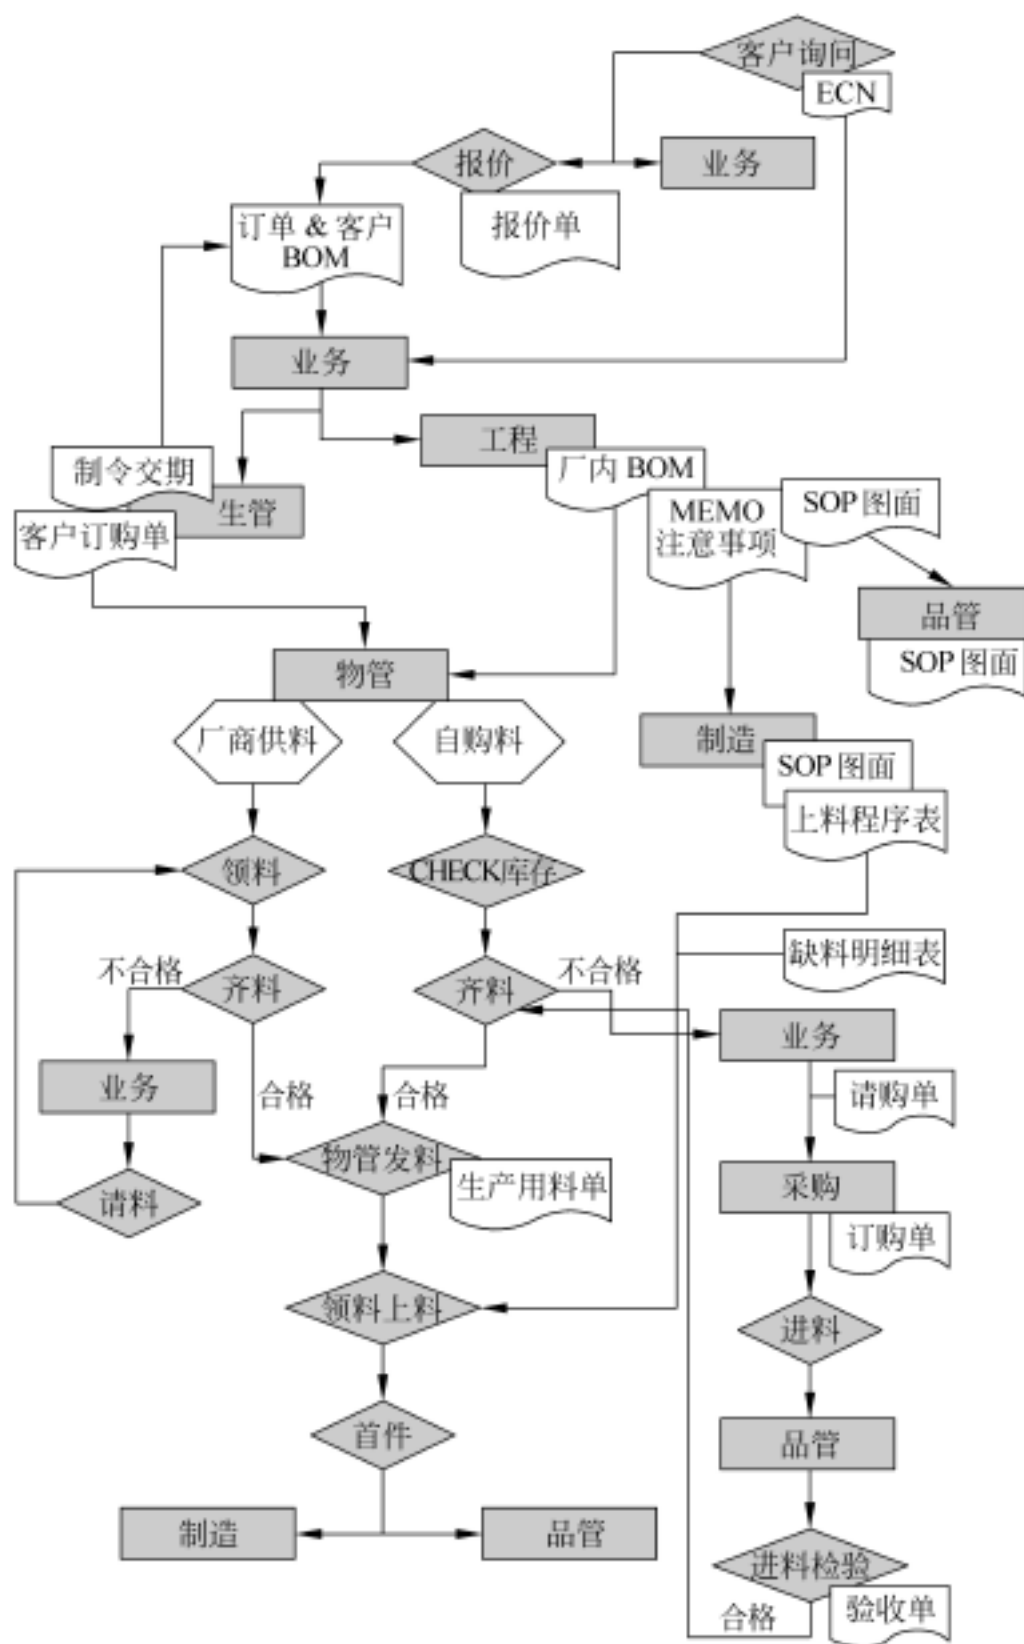 客户询问
ECN
报价
业务
报价单
订单 & 客户
BOM
业务
工程
厂内 BOM
制令交期
生管
客户订购单
MEMO
注意事项
SOP 图面
品管
SOP 图面
物管
厂商供料
自购料
制造
SOP 图面
上料程序表
领料
CHECK库存
缺料明细表
不合格
齐料
齐料
不合格
业务
业务
请购单
合格
合格
物管发料
生产用料单
请料
采购
订购单
领料上料
进料
首件
品管
制造
品管
进料检验
合格
验收单